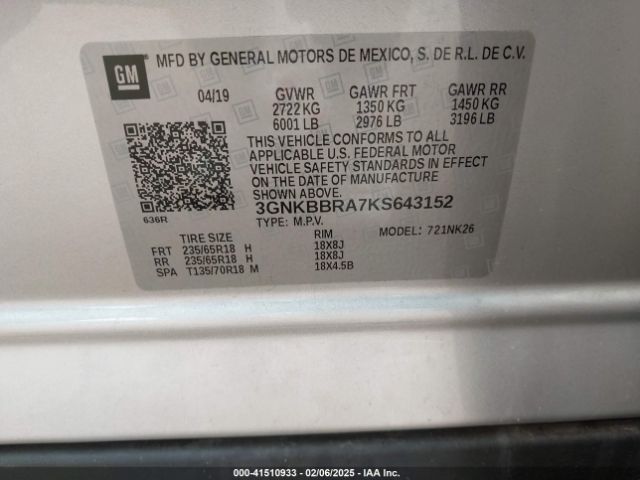 GM
MFD BY GENERAL MOTORS DE MEXICO, S. DE R.L. DE C.V.
04/19 GVWR GAWR FRT GAWR RR
2722 KG 1350 KG 1450 KG
6001 LB 2976 LB 3196 LB
THIS VEHICLE CONFORMS TO ALL
APPLICABLE U.S. FEDERAL MOTOR
VEHICLE SAFETY STANDARDS IN EFFECT
ON THE DATE OF MANUFACTURE
SHOWN ABOVE.
3GNKBBRA7KS643152
636R
TYPE: M.P.V. MODEL: 721NK26
TIRE SIZE RIM
FRT 235/65R18 H 18X8J
RR 235/65R18 H 18X8J
SPA T135/70R18 M 18X4.5B
000-41510933 - 02/06/2025 - IAA Inc.